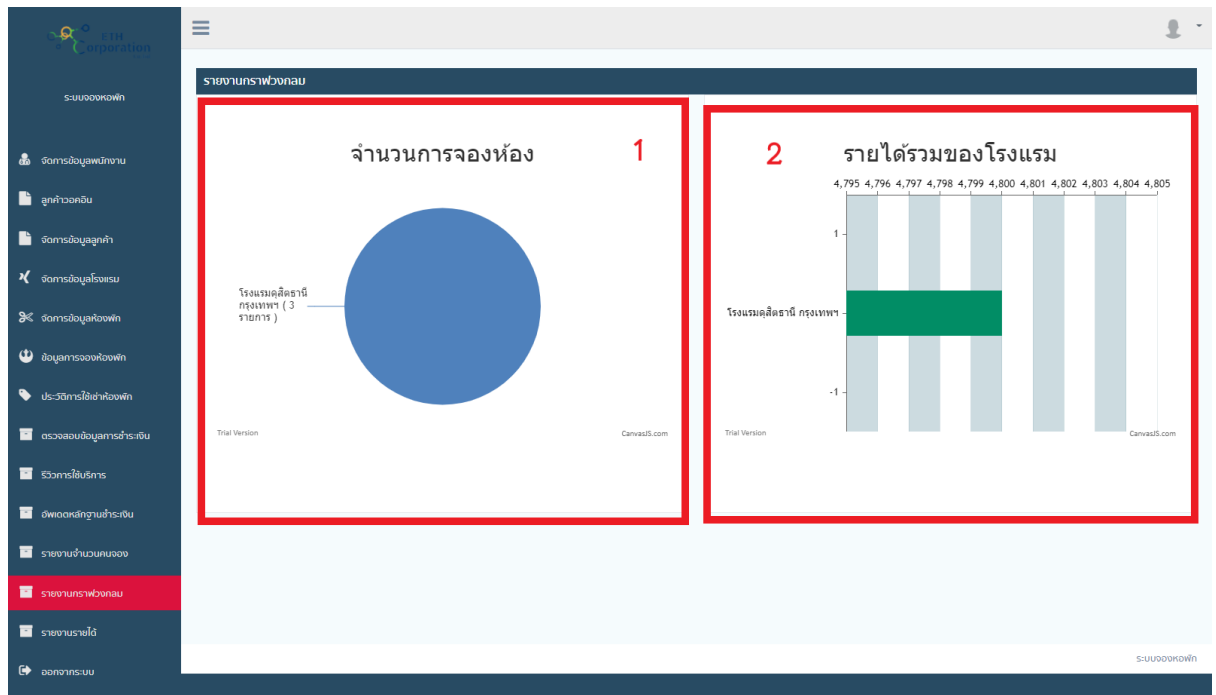 ETH
Corporation
ระบบจองหอพัก
จัดการข้อมูลพนักงาน
ลูกค้าวอคอิน
จัดการข้อมูลลูกค้า
จัดการข้อมูลโรงแรม
จัดการข้อมูลห้องพัก
ข้อมูลการจองห้องพัก
ประวัติการใช้เช่าห้องพัก
ตรวจสอบข้อมูลการชำระเงิน
รีวิวการใช้บริการ
อัพเดตหลักฐานชำระเงิน
รายงานจำนวนคนจอง
รายงานกราฟวงกลม
รายงานรายได้
ออกจากระบบ
รายงานกราฟวงกลม
จำนวนการจองห้อง
1
โรงแรมดุสิตธานี
กรุงเทพฯ ( 3
รายการ )
Trial Version
CanvasJS.com
2
รายได้รวมของโรงแรม
4,795 4,796 4,797 4,798 4,799 4,800 4,801 4,802 4,803 4,804 4,805
1
โรงแรมดุสิตธานี กรุงเทพฯ
-1
Trial Version
CanvasJS.com
ระบบจองหอพัก